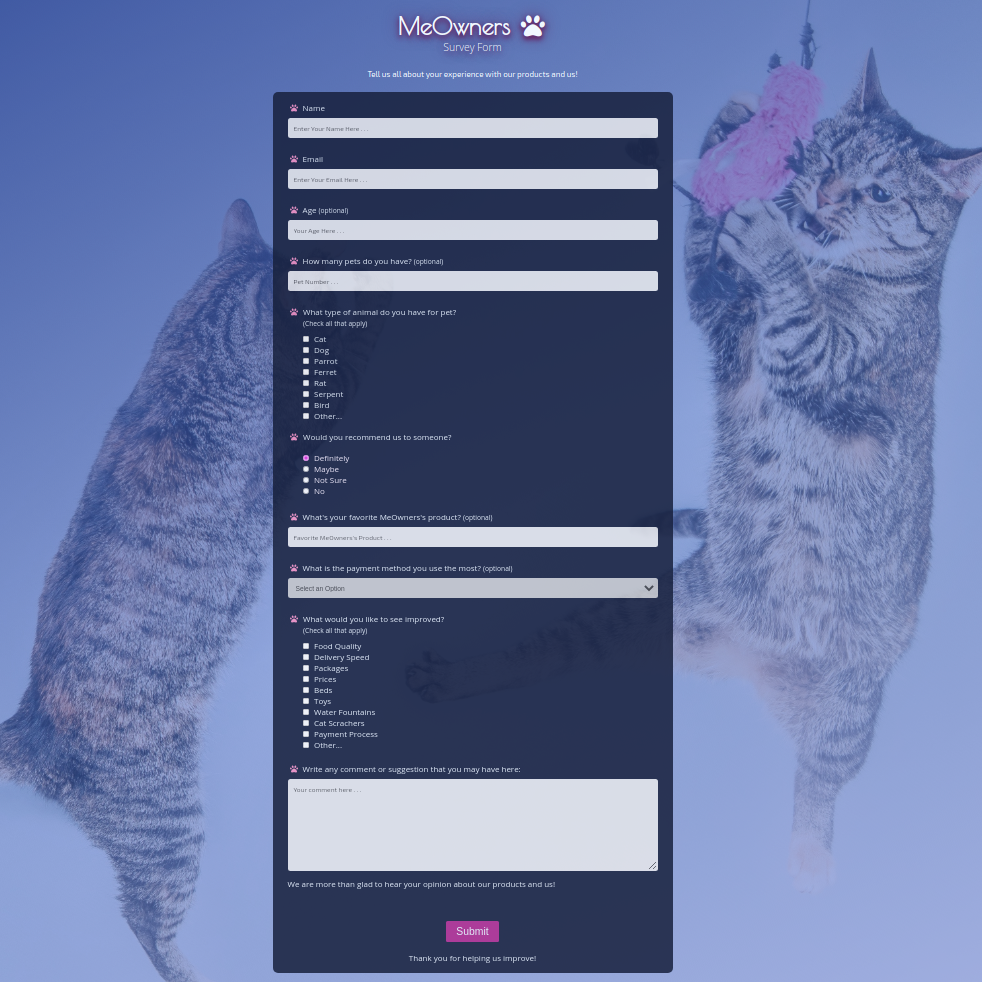 MeOwners
Survey Form
Tell us all about your experience with our products and us!
Name
Enter Your Name Here . . .
Email
Enter Your Email Here . . .
Age (optional)
Your Age Here . . .
How many pets do you have? (optional)
Pet Number . . .
What type of animal do you have for pet?
(Check all that apply)
Cat
Dog
Parrot
Ferret
Rat
Serpent
Bird
Other...
Would you recommend us to someone?
Definitely
Maybe
Not Sure
No
What's your favorite MeOwners's product? (optional)
Favorite MeOwners's Product . . .
What is the payment method you use the most? (optional)
Select an Option
What would you like to see improved?
(Check all that apply)
Food Quality
Delivery Speed
Packages
Prices
Beds
Toys
Water Fountains
Cat Scrachers
Payment Process
Other...
Write any comment or suggestion that you may have here:
Your comment here . . .
We are more than glad to hear your opinion about our products and us!
Submit
Thank you for helping us improve!